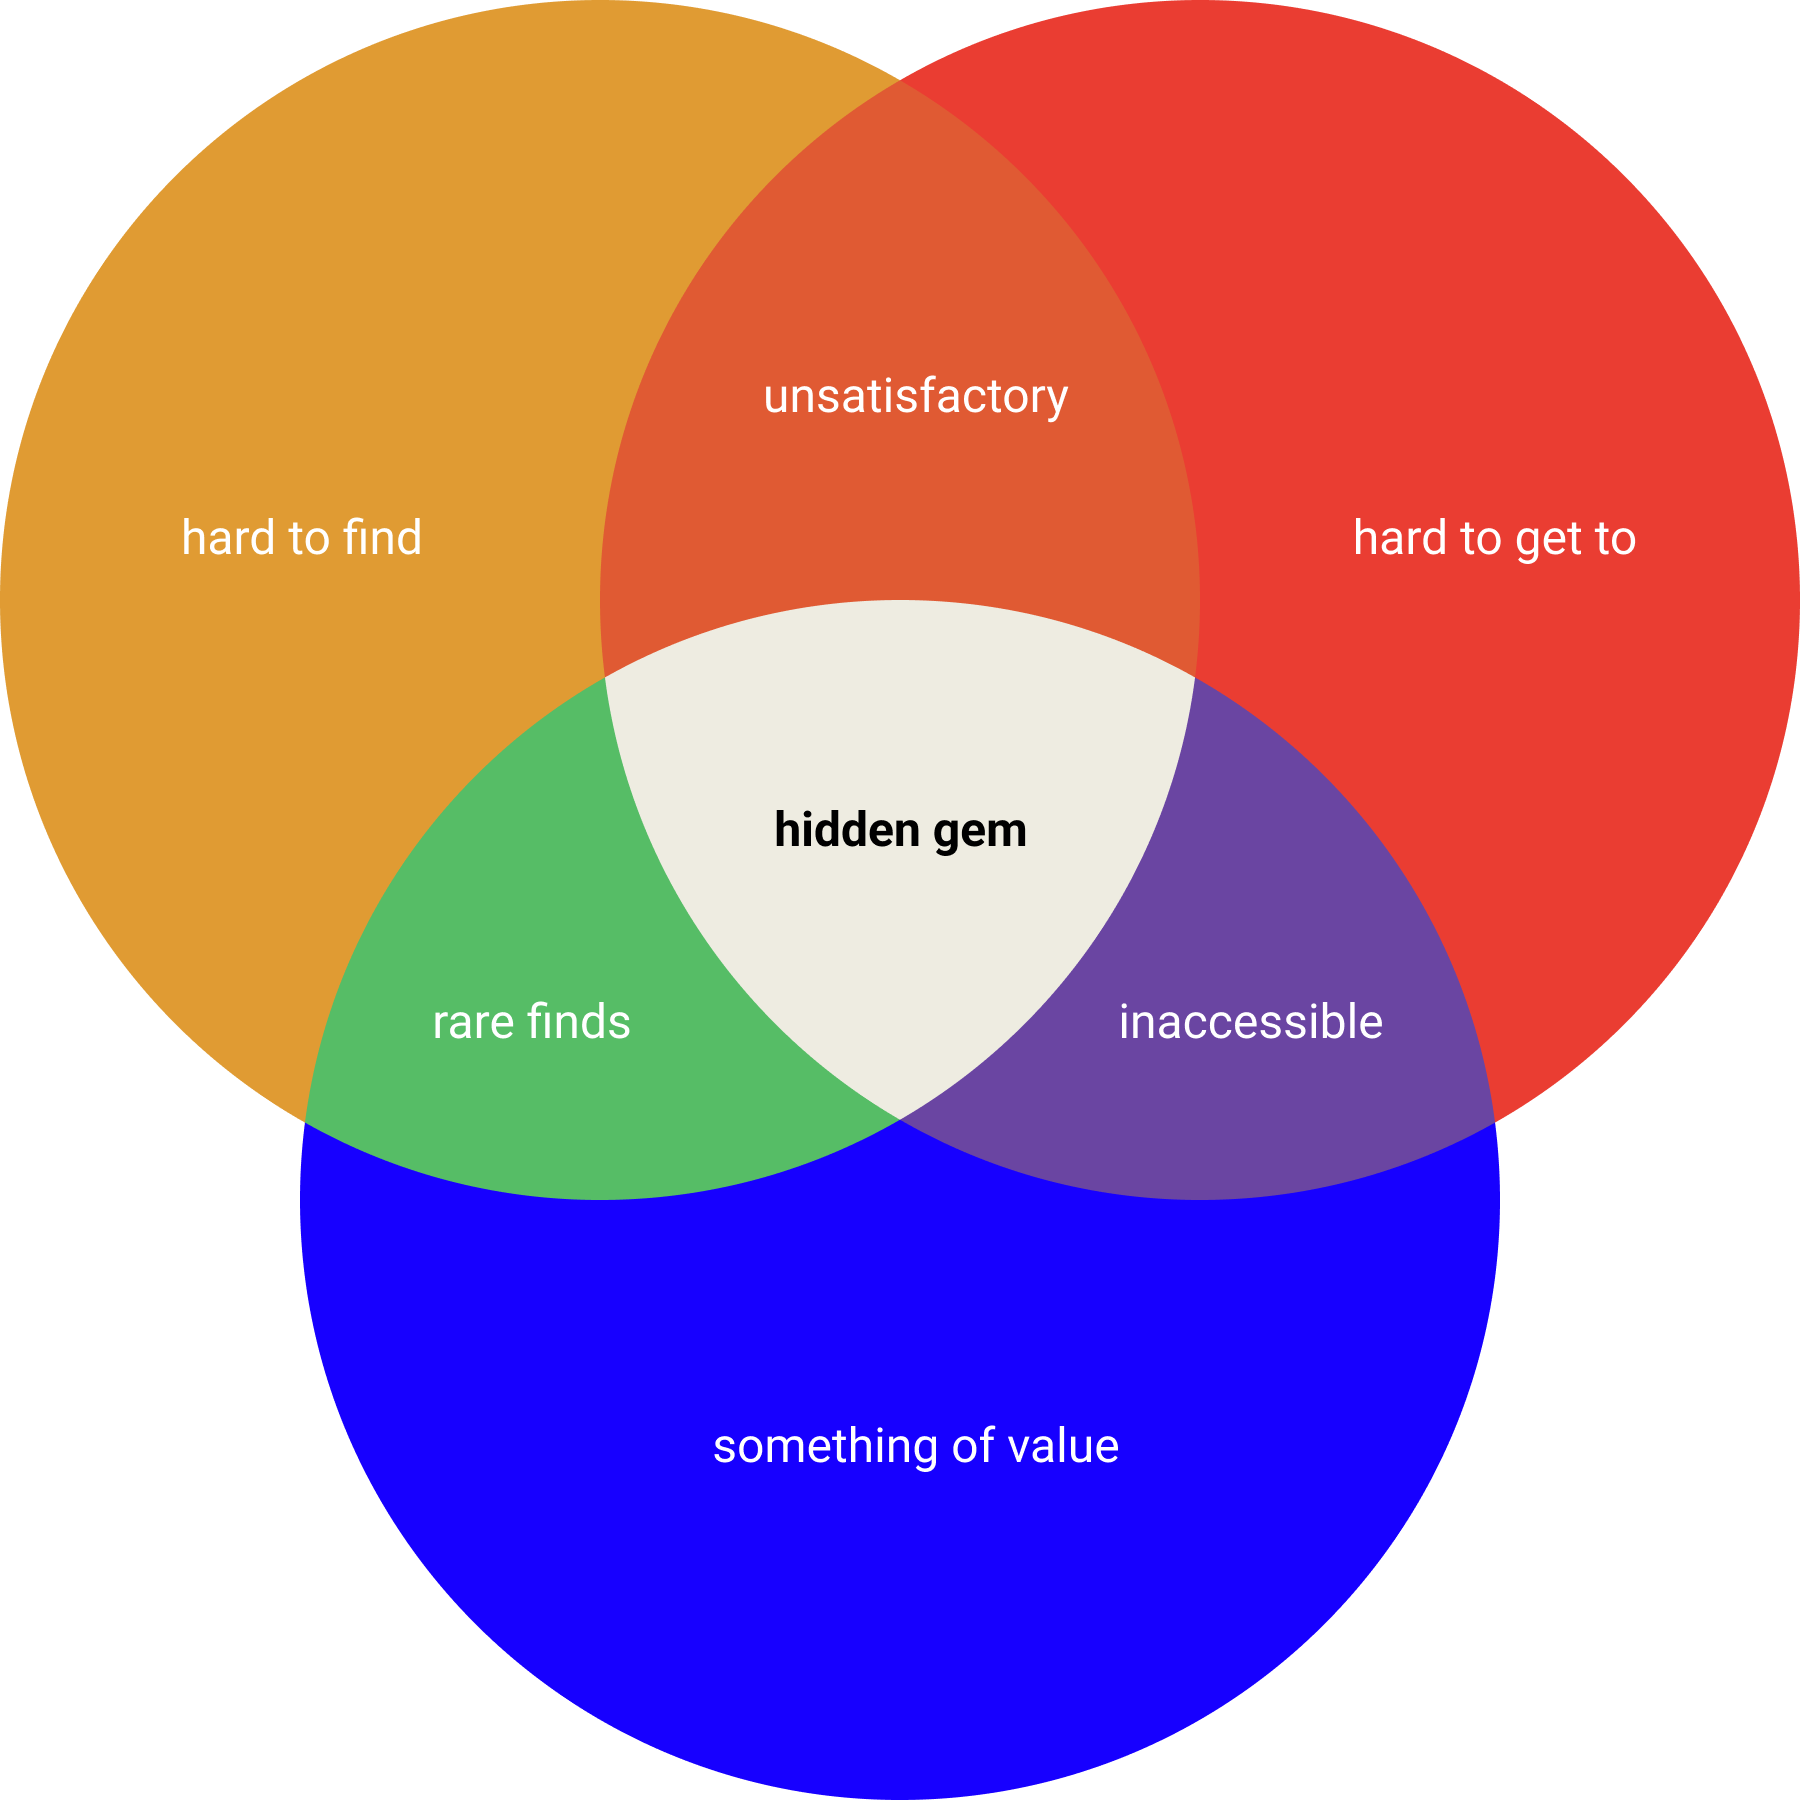 unsatisfactory
hard to find
hard to get to
hidden gem
rare finds
inaccessible
something of value